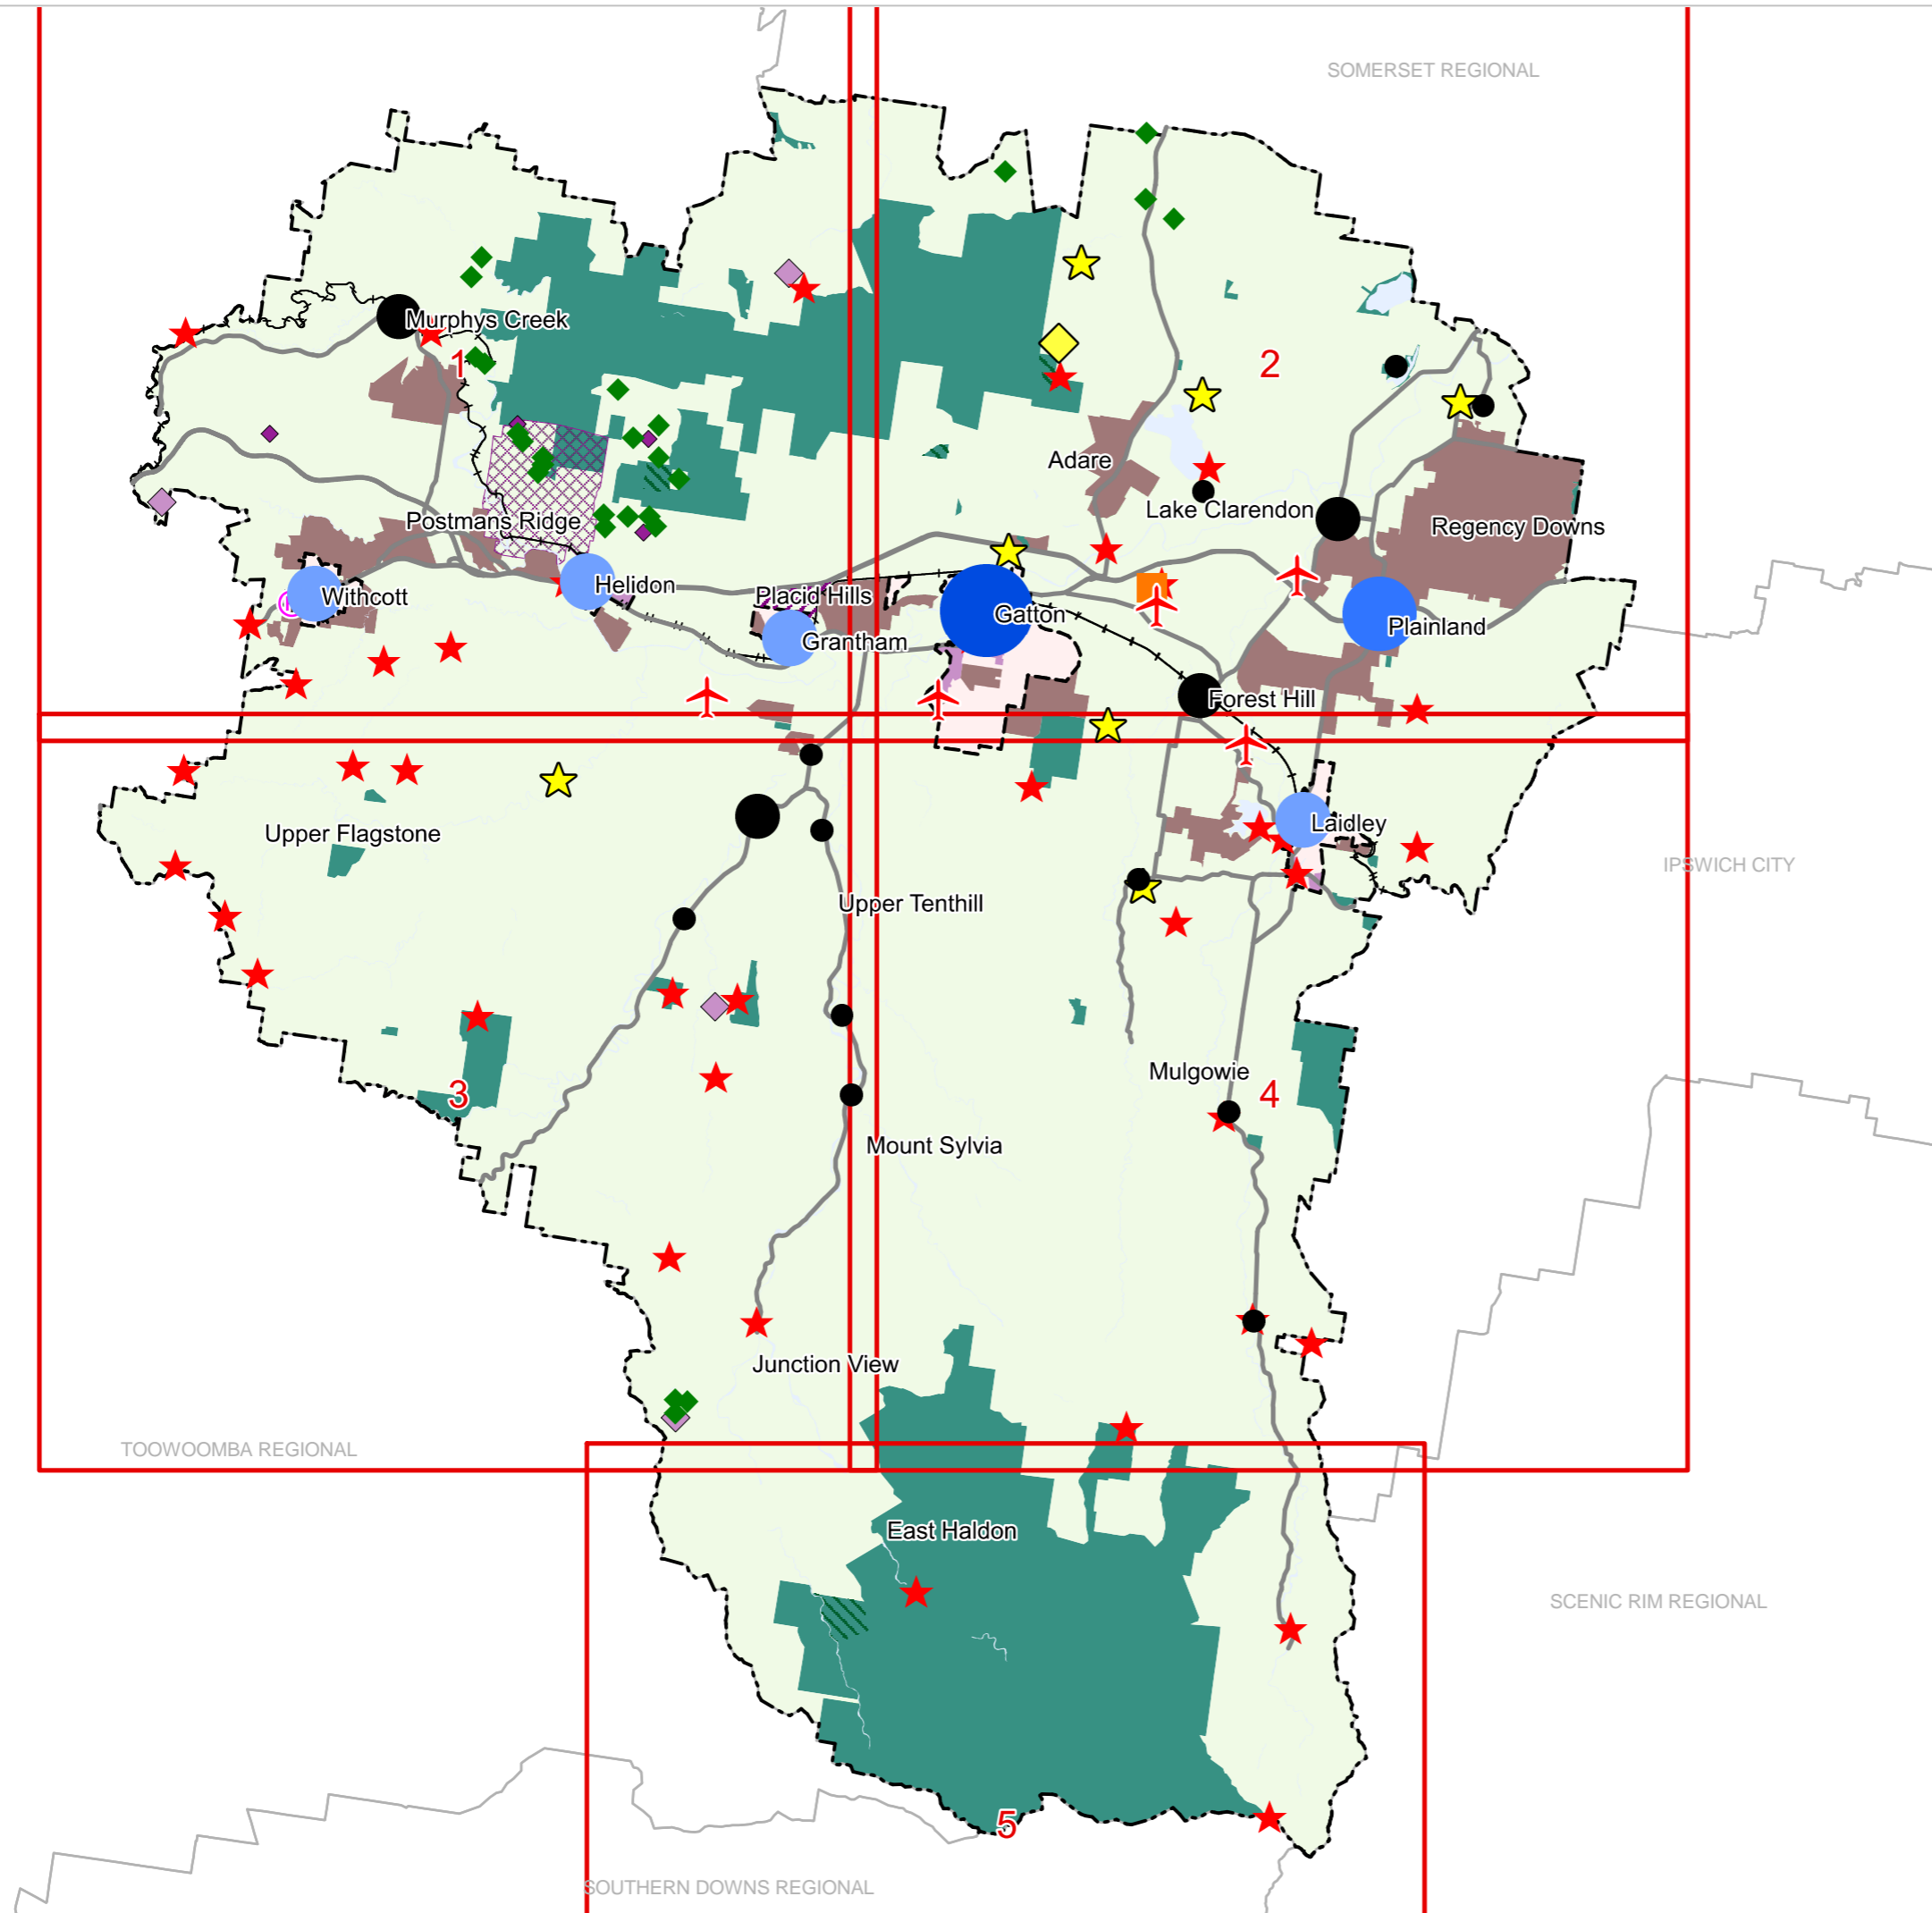 SOMERSET REGIONAL
Murphys Creek
1
2
Adare
Postmans Ridge
Lake Clarendon
Regency Downs
Withcott
Helidon
Placid Hills
Gatton
Plainland
Grantham
Forest Hill
Upper Flagstone
Laidley
IPSWICH CITY
Upper Tenthill
Mulgowie
3
4
Mount Sylvia
Junction View
TOOWOOMBA REGIONAL
East Haldon
SCENIC RIM REGIONAL
5
SOUTHERN DOWNS REGIONAL